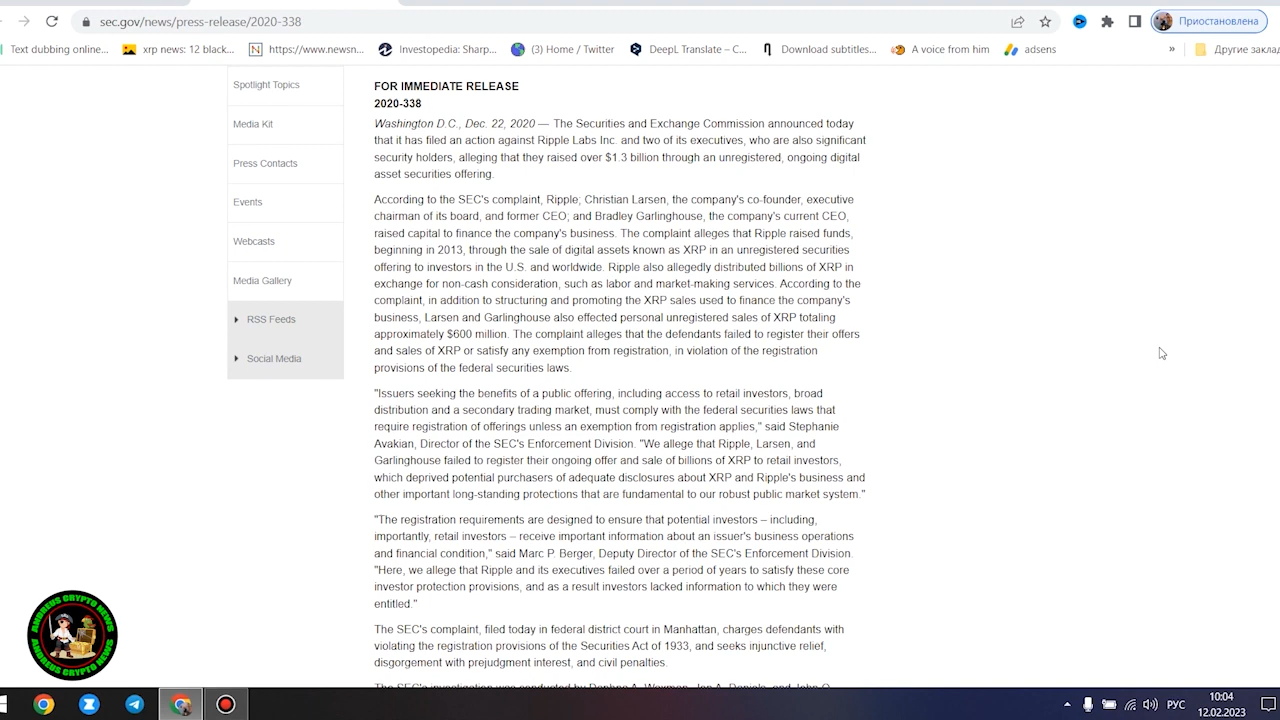 sec.gov/news/press-release/2020-338
Приостановлена
Text dubbing online...
xrp news: 12 black...
https://www.newsn...
Investopedia: Sharp...
(3) Home / Twitter
DeepL Translate – C...
Download subtitles...
A voice from him
adsens
»
Другие заклад
Spotlight Topics
Media Kit
Press Contacts
Events
Webcasts
Media Gallery
RSS Feeds
Social Media
FOR IMMEDIATE RELEASE
2020-338
Washington D.C., Dec. 22, 2020 — The Securities and Exchange Commission announced today
that it has filed an action against Ripple Labs Inc. and two of its executives, who are also significant
security holders, alleging that they raised over $1.3 billion through an unregistered, ongoing digital
asset securities offering.
According to the SEC's complaint, Ripple; Christian Larsen, the company's co-founder, executive
chairman of its board, and former CEO; and Bradley Garlinghouse, the company's current CEO,
raised capital to finance the company's business. The complaint alleges that Ripple raised funds,
beginning in 2013, through the sale of digital assets known as XRP in an unregistered securities
offering to investors in the U.S. and worldwide. Ripple also allegedly distributed billions of XRP in
exchange for non-cash consideration, such as labor and market-making services. According to the
complaint, in addition to structuring and promoting the XRP sales used to finance the company's
business, Larsen and Garlinghouse also effected personal unregistered sales of XRP totaling
approximately $600 million. The complaint alleges that the defendants failed to register their offers
and sales of XRP or satisfy any exemption from registration, in violation of the registration
provisions of the federal securities laws.
"Issuers seeking the benefits of a public offering, including access to retail investors, broad
distribution and a secondary trading market, must comply with the federal securities laws that
require registration of offerings unless an exemption from registration applies," said Stephanie
Avakian, Director of the SEC's Enforcement Division. "We allege that Ripple, Larsen, and
Garlinghouse failed to register their ongoing offer and sale of billions of XRP to retail investors,
which deprived potential purchasers of adequate disclosures about XRP and Ripple's business and
other important long-standing protections that are fundamental to our robust public market system."
"The registration requirements are designed to ensure that potential investors – including,
importantly, retail investors – receive important information about an issuer's business operations
and financial condition," said Marc P. Berger, Deputy Director of the SEC's Enforcement Division.
"Here, we allege that Ripple and its executives failed over a period of years to satisfy these core
investor protection provisions, and as a result investors lacked information to which they were
entitled."
The SEC's complaint, filed today in federal district court in Manhattan, charges defendants with
violating the registration provisions of the Securities Act of 1933, and seeks injunctive relief,
disgorgement with prejudgment interest, and civil penalties.
The SEC's investigation was conducted by Daphna A. Waxman, Jon A. Daniels, and John O.
ANDREUS CRYPTO NEWS
ANDREUS CRYPTO NEWS
РУС
10:04
12.02.2023